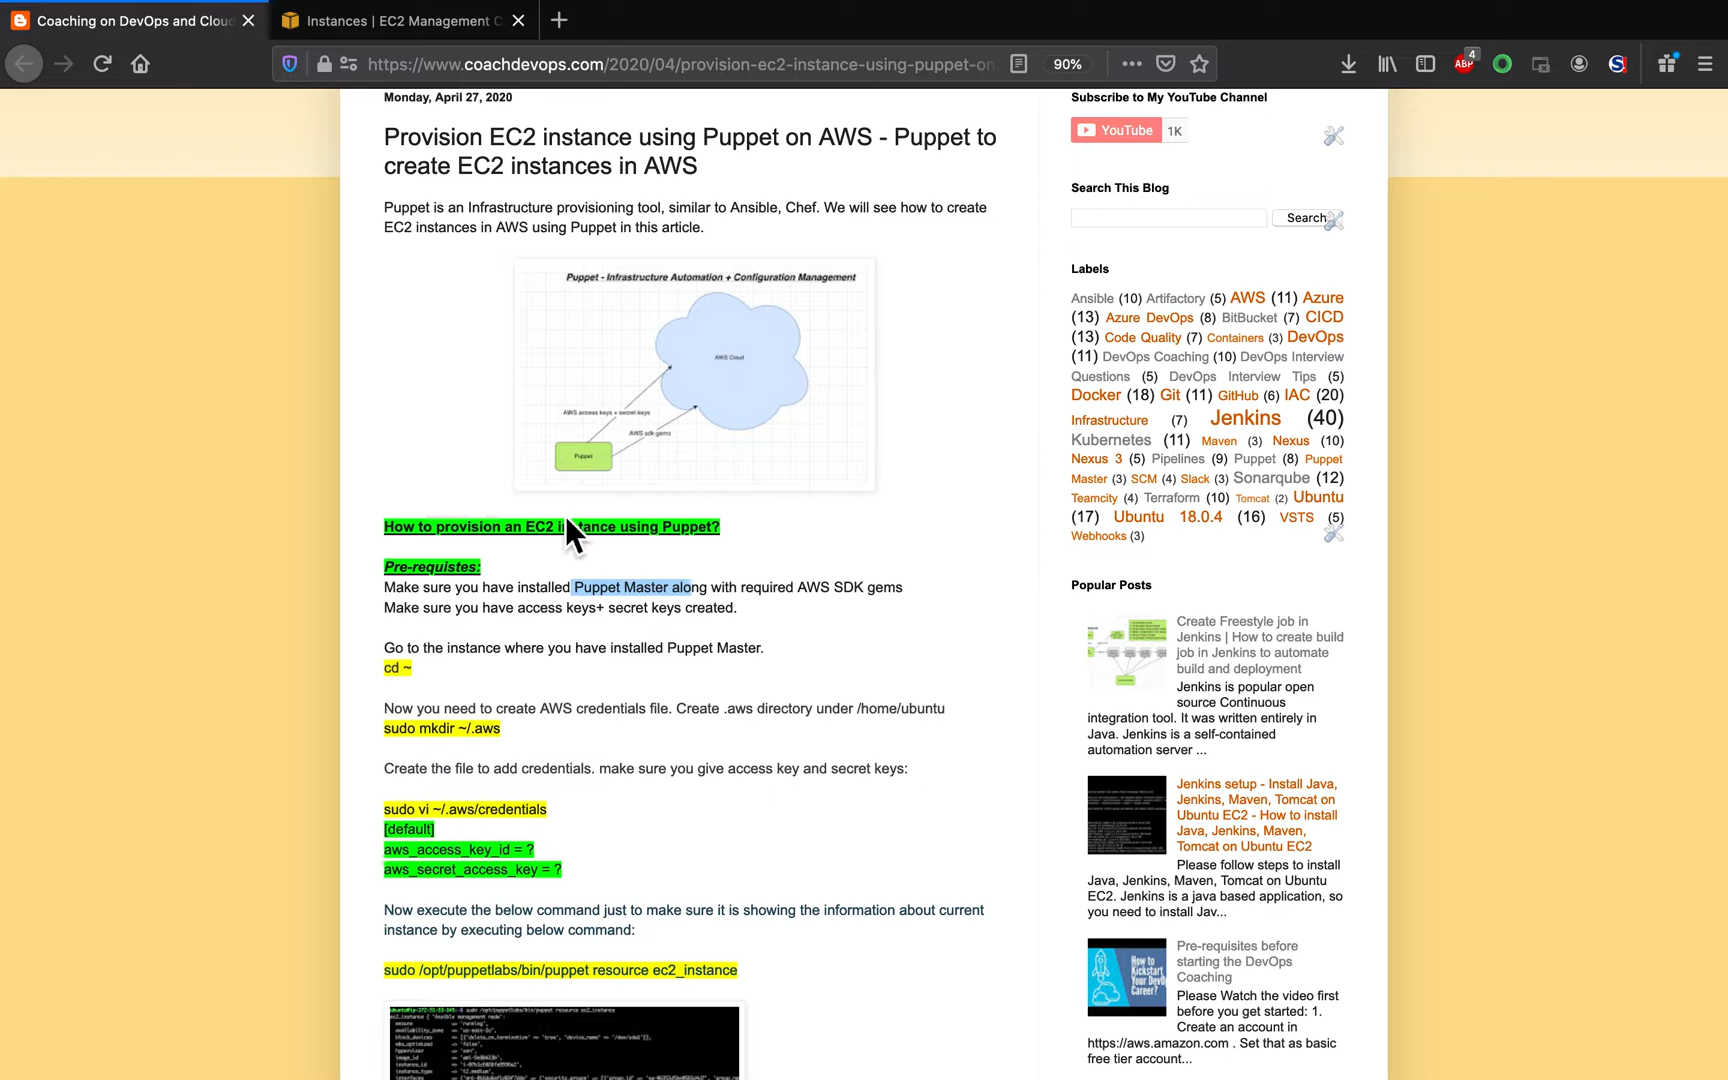 Coaching on DevOps and Clou
Instances | EC2 Management C
https://www.coachdevops.com/2020/04/provision-ec2-instance-using-puppet-on
90%
4
ABP
Monday, April 27, 2020
Provision EC2 instance using Puppet on AWS - Puppet to
create EC2 instances in AWS
Puppet is an Infrastructure provisioning tool, similar to Ansible, Chef. We will see how to create
EC2 instances in AWS using Puppet in this article.
Puppet - Infrastructure Automation + Configuration Management
AWS Cloud
AWS access keys + secret keys
AWS sdk gems
Puppet
How to provision an EC2 instance using Puppet?
Pre-requistes:
Make sure you have installed Puppet Master along with required AWS SDK gems
Make sure you have access keys+ secret keys created.
Go to the instance where you have installed Puppet Master.
cd ~
Now you need to create AWS credentials file. Create .aws directory under /home/ubuntu
sudo mkdir ~/.aws
Create the file to add credentials. make sure you give access key and secret keys:
sudo vi ~/.aws/credentials
[default]
aws_access_key_id = ?
aws_secret_access_key = ?
Now execute the below command just to make sure it is showing the information about current
instance by executing below command:
sudo /opt/puppetlabs/bin/puppet resource ec2_instance
Subscribe to My YouTube Channel
YouTube 1K
Search This Blog
Search
Labels
Ansible (10) Artifactory (5) AWS (11) Azure
(13) Azure DevOps (8) BitBucket (7) CICD
(13) Code Quality (7) Containers (3) DevOps
(11) DevOps Coaching (10) DevOps Interview
Questions (5) DevOps Interview Tips (5)
Docker (18) Git (11) GitHub (6) IAC (20)
Infrastructure (7) Jenkins (40)
Kubernetes (11) Maven (3) Nexus (10)
Nexus 3 (5) Pipelines (9) Puppet (8) Puppet
Master (3) SCM (4) Slack (3) Sonarqube (12)
Teamcity (4) Terraform (10) Tomcat (2) Ubuntu
(17) Ubuntu 18.0.4 (16) VSTS (5)
Webhooks (3)
Popular Posts
Create Freestyle job in
Jenkins | How to create build
job in Jenkins to automate
build and deployment
Jenkins is popular open
source Continuous
integration tool. It was written entirely in
Java. Jenkins is a self-contained
automation server ...
Jenkins setup - Install Java,
Jenkins, Maven, Tomcat on
Ubuntu EC2 - How to install
Java, Jenkins, Maven,
Tomcat on Ubuntu EC2
Please follow steps to install
Java, Jenkins, Maven, Tomcat on Ubuntu
EC2. Jenkins is a java based application, so
you need to install Jav...
How to
Kickstart
Your DevOps
Career?
Pre-requisites before
starting the DevOps
Coaching
Please Watch the video first
before you get started: 1.
Create an account in
https://aws.amazon.com . Set that as basic
free tier account...